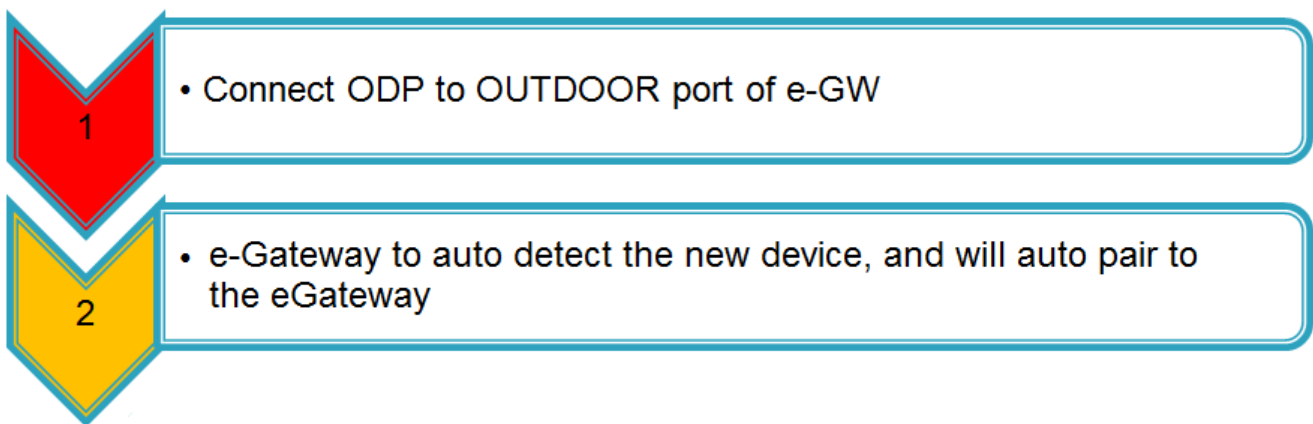 1
• Connect ODP to OUTDOOR port of e-GW
2
• e-Gateway to auto detect the new device, and will auto pair to
the eGateway